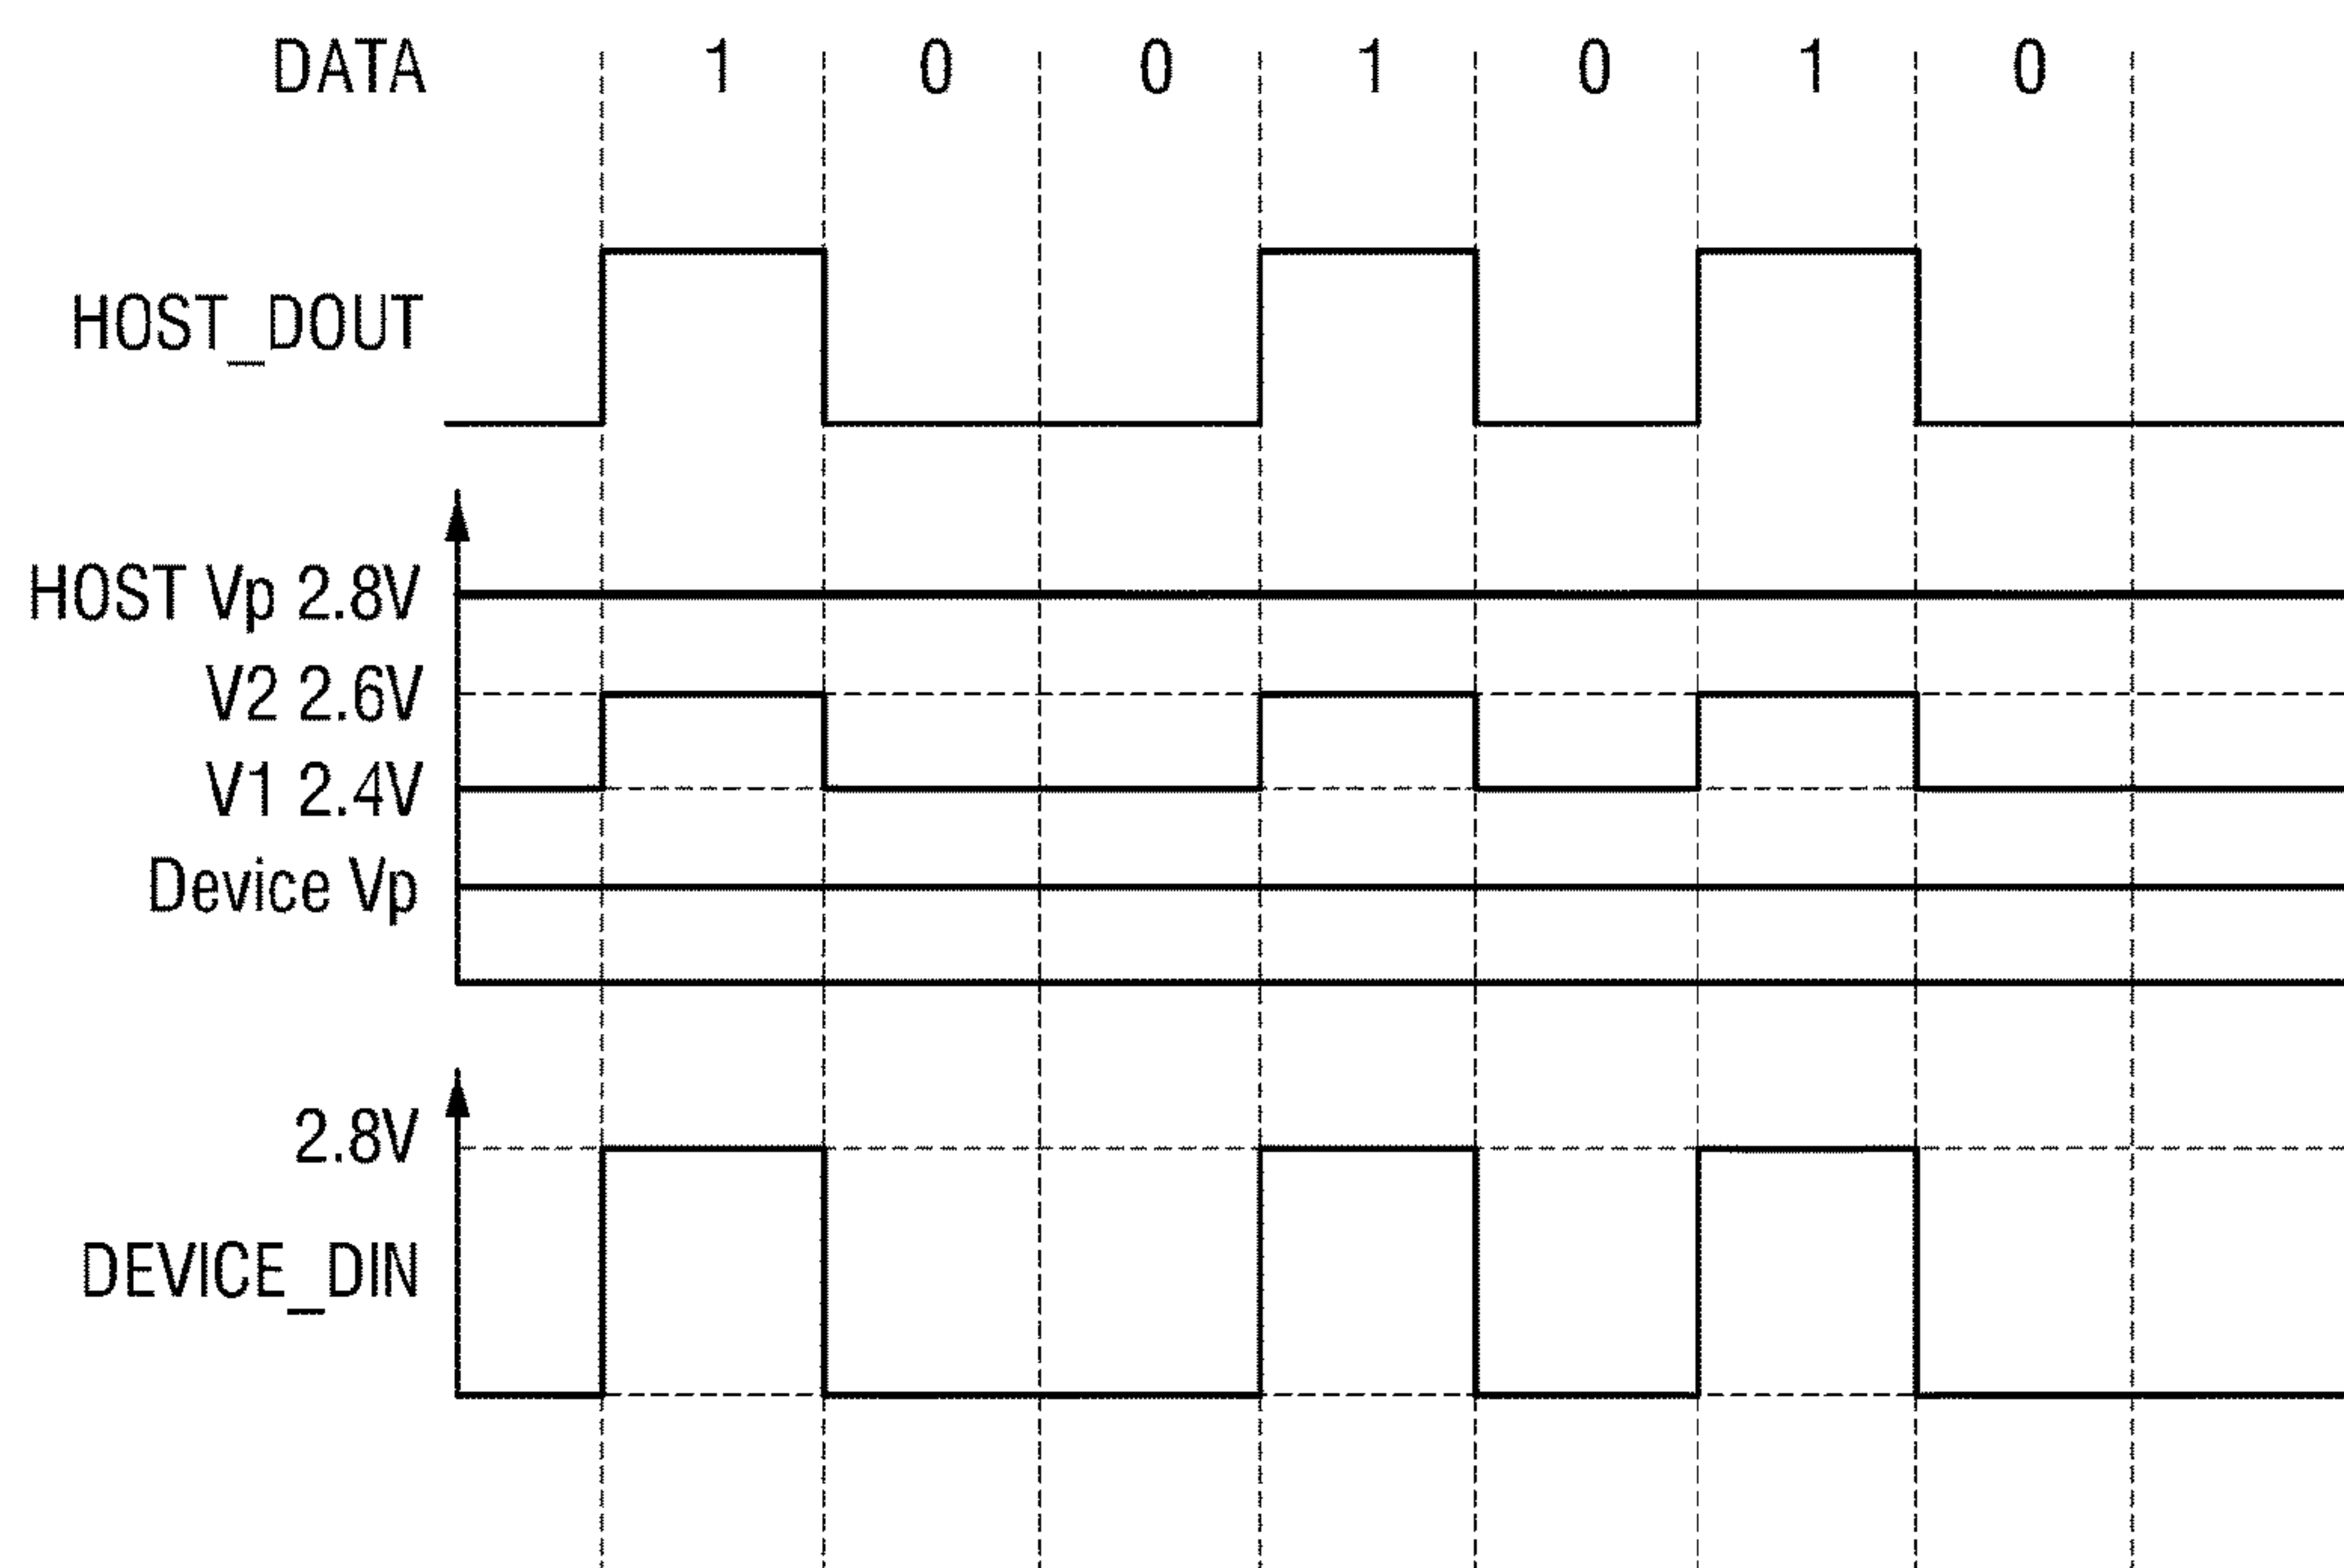 DATA 1 0 0 1 0 1 0
HOST_DOUT
HOST Vp 2.8V
V2 2.6V
V1 2.4V
Device Vp
2.8V
DEVICE_DIN